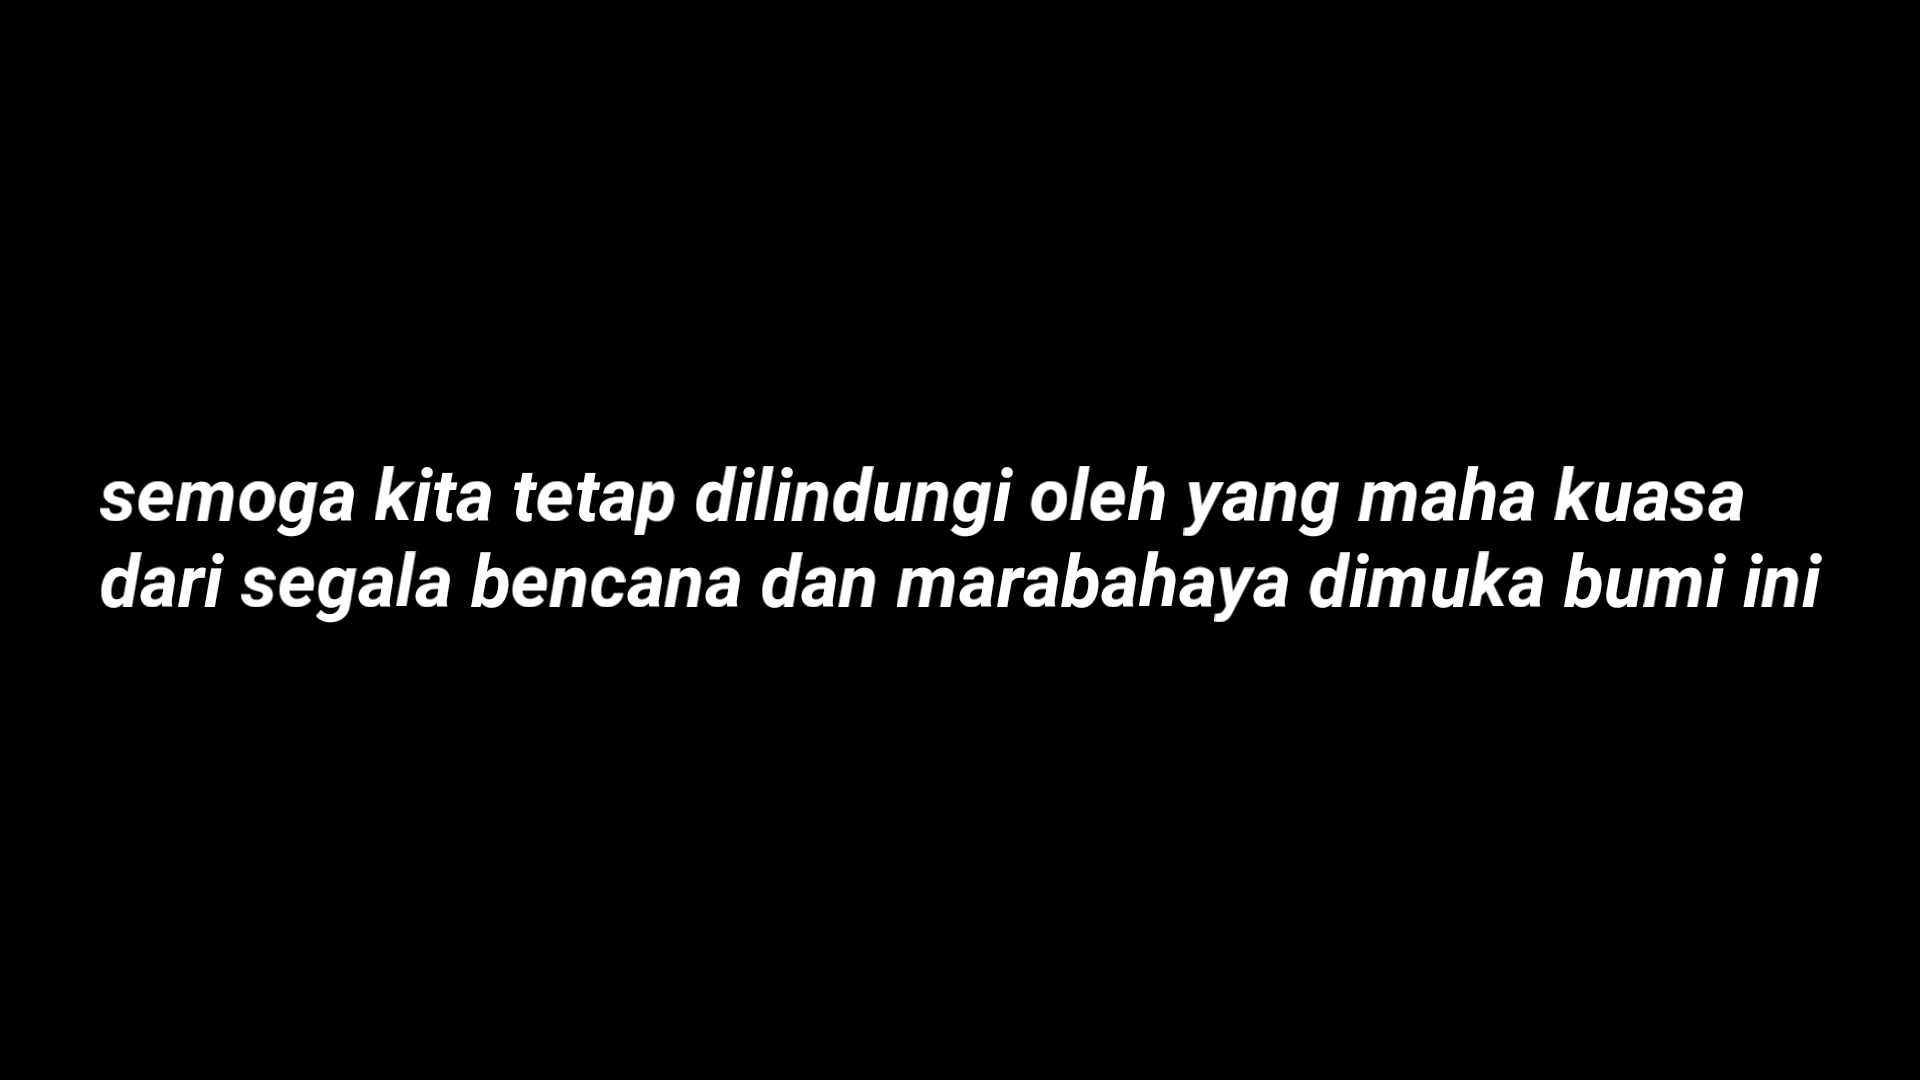 semoga kita tetap dilindungi oleh yang maha kuasa
dari segala bencana dan marabahaya dimuka bumi ini